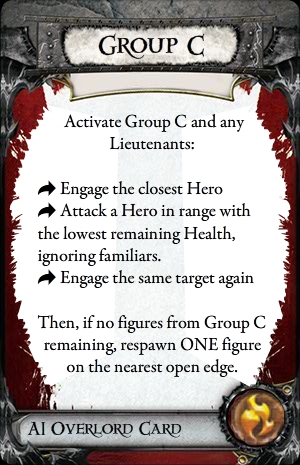 Group C
Activate Group C and any
Lieutenants:
➦ Engage the closest Hero
➦ Attack a Hero in range with
the lowest remaining Health,
ignoring familiars.
➦ Engage the same target again
Then, if no figures from Group C
remaining, respawn ONE figure
on the nearest open edge.
AI Overlord Card